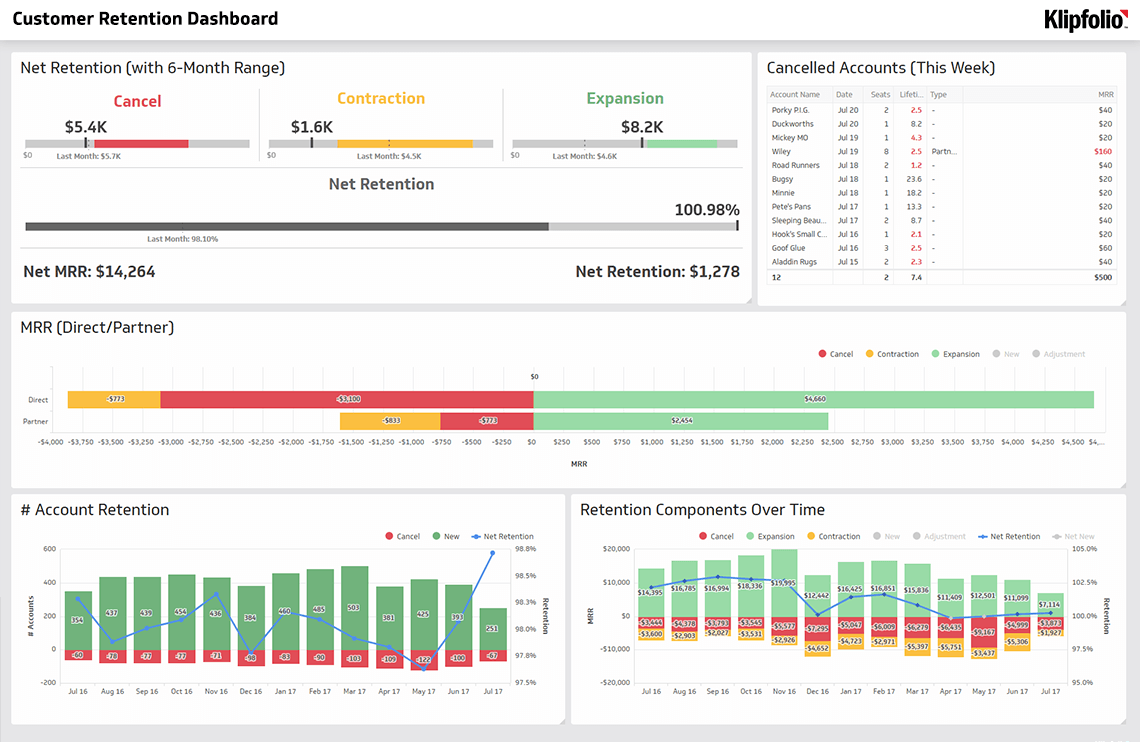 Customer Retention Dashboard
Klipfolio
Net Retention (with 6-Month Range)
Cancel
Contraction
Expansion
$5.4K
$1.6K
$8.2K
$0
Last Month: $5.7K
$0
Last Month: $4.5K
$0
Last Month: $4.6K
Net Retention
100.98%
Last Month: 98.10%
Net MRR: $14,264
Net Retention: $1,278
Cancelled Accounts (This Week)
Account Name Date Seats Lifeti... Type MRR
Porky P.I.G. Jul 20 2 2.5 - $40
Duckworths Jul 20 1 8.2 - $20
Mickey MO Jul 19 1 4.3 - $20
Wiley Jul 19 8 2.5 Partn... $160
Road Runners Jul 18 2 1.2 - $40
Bugsy Jul 18 1 23.6 - $20
Minnie Jul 18 1 18.2 - $20
Pete's Pans Jul 17 1 13.3 - $20
Sleeping Beau... Jul 17 2 8.7 - $40
Hook's Small C... Jul 16 1 2.1 - $20
Goof Glue Jul 16 3 2.5 - $60
Aladdin Rugs Jul 15 2 2.3 - $40
12 2 7.4 $500
MRR (Direct/Partner)
Cancel Contraction Expansion New Adjustment
$0
Direct -$773 -$3,100 $4,660
Partner -$833 -$773 $2,454
-$4,000 -$3,750 -$3,500 -$3,250 -$3,000 -$2,750 -$2,500 -$2,250 -$2,000 -$1,750 -$1,500 -$1,250 -$1,000 -$750 -$500 -$250 $0 $250 $500 $750 $1,000 $1,250 $1,500 $1,750 $2,000 $2,250 $2,500 $2,750 $3,000 $3,250 $3,500 $3,750 $4,000 $4,250 $4,500 $4,...
MRR
# Account Retention
Cancel New Net Retention
# Accounts
600
400
200
0
-200
98.8%
98.5%
98.3%
98.0%
97.8%
97.5%
Retention
354 437 439 454 436 384 460 485 503 381 425 393 251
-60 -78 -77 -77 -71 -98 -83 -90 -103 -109 -122 -100 -67
Jul 16 Aug 16 Sep 16 Oct 16 Nov 16 Dec 16 Jan 17 Feb 17 Mar 17 Apr 17 May 17 Jun 17 Jul 17
Retention Components Over Time
Cancel Expansion Contraction New Adjustment Net Retention Net New
MRR
$20,000
$10,000
$0
-$10,000
-$20,000
105.0%
102.5%
100.0%
97.5%
95.0%
Retention
$14,395 $16,785 $16,994 $18,336 $19,995 $12,442 $16,425 $16,851 $15,836 $11,409 $12,501 $11,099 $7,114
-$3,444 -$4,378 -$3,793 -$3,545 -$5,577 -$7,295 -$5,047 -$6,009 -$6,279 -$6,435 -$9,167 -$4,999 -$3,873
-$3,600 -$2,903 -$2,027 -$3,531 -$2,926 -$4,652 -$4,723 -$2,971 -$5,397 -$5,751 -$3,437 -$5,306 -$1,927
Jul 16 Aug 16 Sep 16 Oct 16 Nov 16 Dec 16 Jan 17 Feb 17 Mar 17 Apr 17 May 17 Jun 17 Jul 17